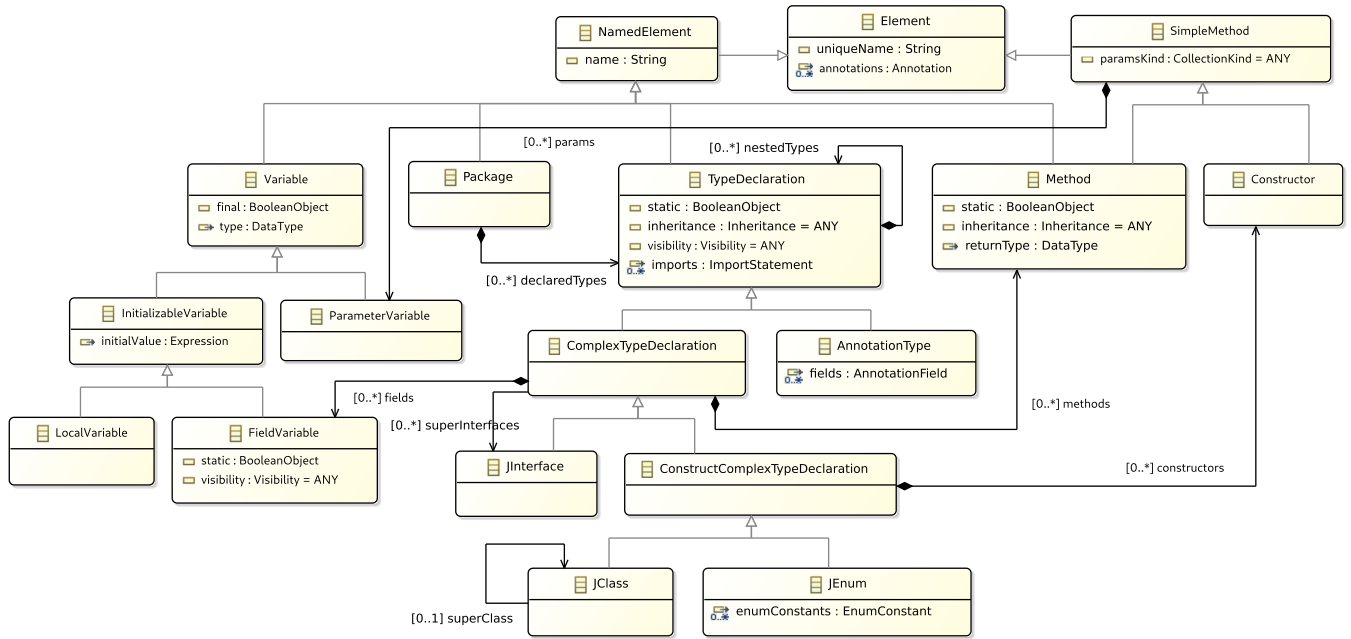 NamedElement
name : String
Element
uniqueName : String
0..* annotations : Annotation
SimpleMethod
paramsKind : CollectionKind = ANY
[0..*] params
[0..*] nestedTypes
Variable
final : BooleanObject
type : DataType
Package
TypeDeclaration
static : BooleanObject
inheritance : Inheritance = ANY
visibility : Visibility = ANY
0..* imports : ImportStatement
Method
static : BooleanObject
inheritance : Inheritance = ANY
returnType : DataType
Constructor
[0..*] declaredTypes
InitializableVariable
initialValue : Expression
ParameterVariable
ComplexTypeDeclaration
AnnotationType
0..* fields : AnnotationField
[0..*] fields
[0..*] methods
[0..*] superInterfaces
LocalVariable
FieldVariable
static : BooleanObject
visibility : Visibility = ANY
JInterface
ConstructComplexTypeDeclaration
[0..*] constructors
JClass
[0..1] superClass
JEnum
0..* enumConstants : EnumConstant